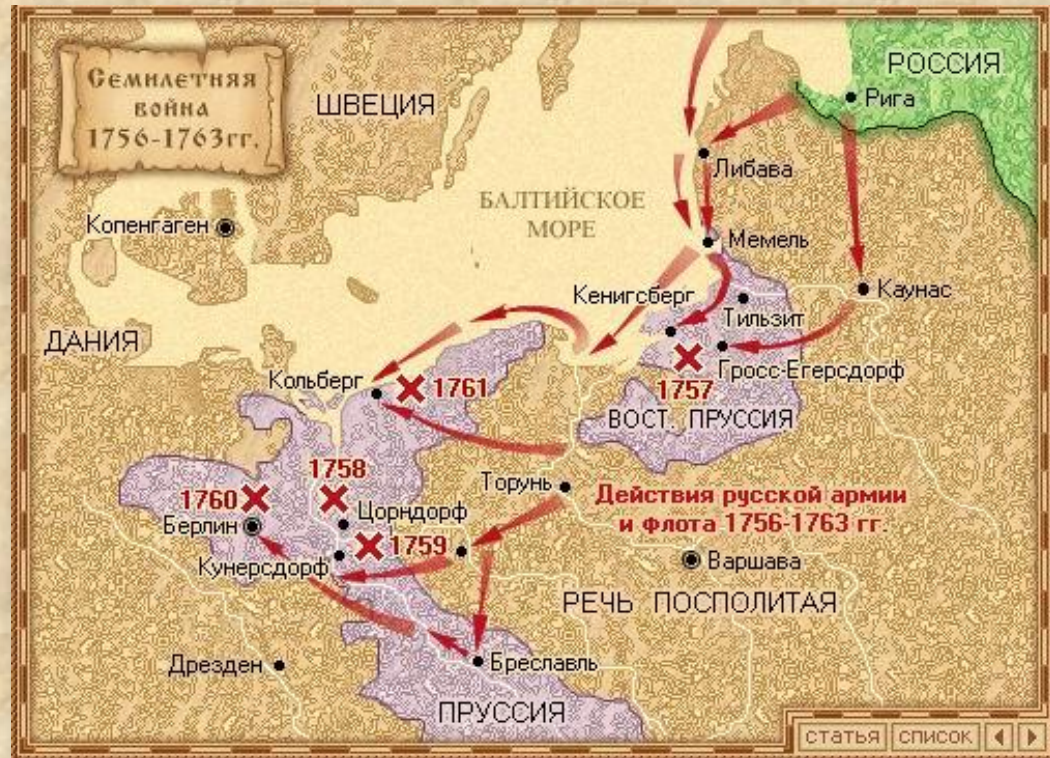 Семилетняя
война
1756-1763гг.
ШВЕЦИЯ
РОССИЯ
Рига
Либава
БАЛТИЙСКОЕ
МОРЕ
Копенгаген
Мемель
Кенигсберг
Каунас
Тильзит
ДАНИЯ
Гросс-Егерсдорф
Кольберг
1761
1757
ВОСТ. ПРУССИЯ
1758
1760
Торунь
Действия русской армии
и флота 1756-1763 гг.
Берлин
Цорндорф
1759
Кунерсдорф
Варшава
РЕЧЬ ПОСПОЛИТАЯ
Дрезден
Бреславль
ПРУССИЯ
статья список